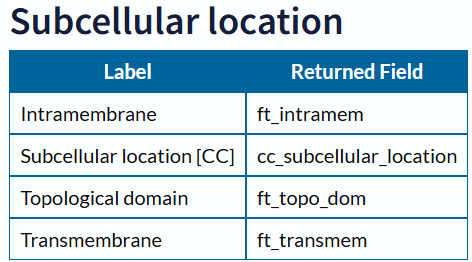 Subcellular location
Label Returned Field
Intramembrane ft_intramem
Subcellular location [CC] cc_subcellular_location
Topological domain ft_topo_dom
Transmembrane ft_transmem